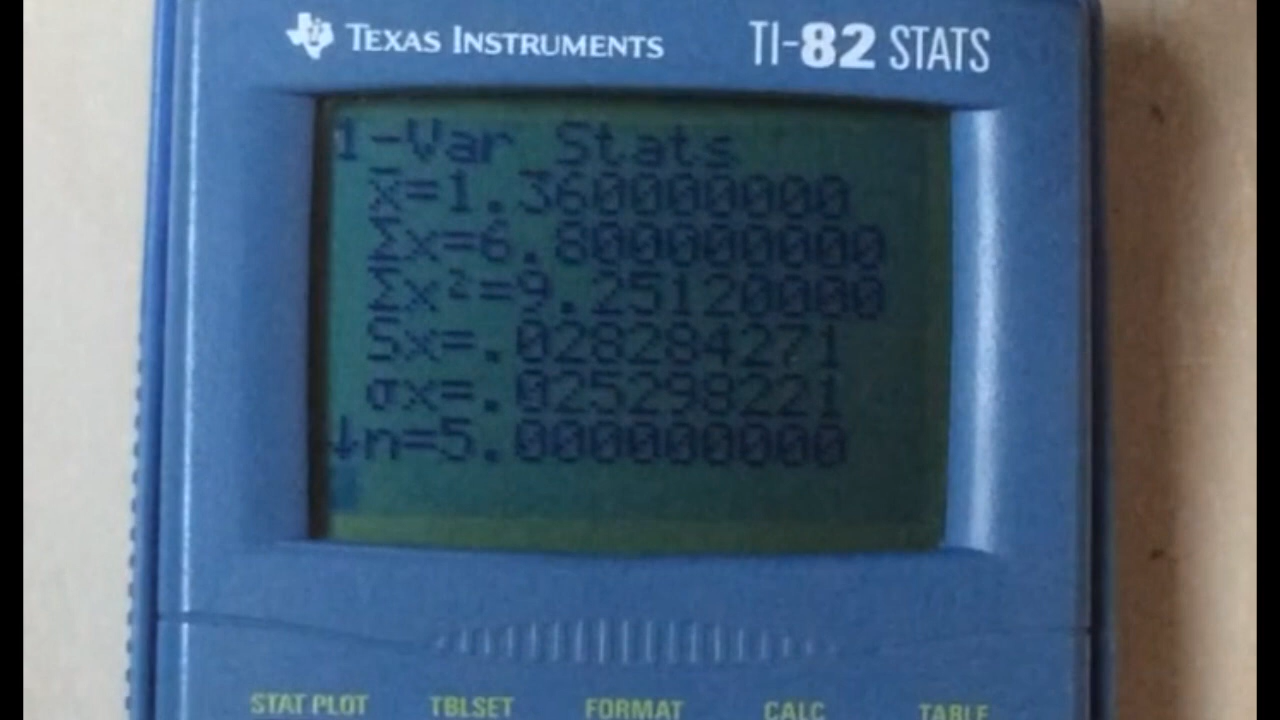 TEXAS INSTRUMENTS TI-82 STATS
1-Var Stats
x̄=1.360000000
Σx=6.800000000
Σx²=9.25120000
Sx=.028284271
σx=.025298221
↓n=5.000000000
STAT PLOT TBLSET FORMAT CALC TABLE